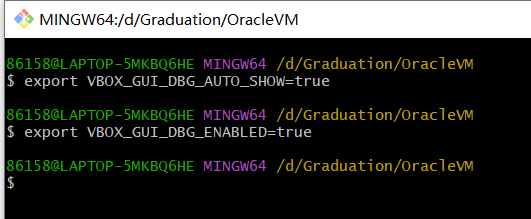 MINGW64:/d/Graduation/OracleVM
86158@LAPTOP-5MKBQ6HE MINGW64 /d/Graduation/OracleVM
$ export VBOX_GUI_DBG_AUTO_SHOW=true
86158@LAPTOP-5MKBQ6HE MINGW64 /d/Graduation/OracleVM
$ export VBOX_GUI_DBG_ENABLED=true
86158@LAPTOP-5MKBQ6HE MINGW64 /d/Graduation/OracleVM
$